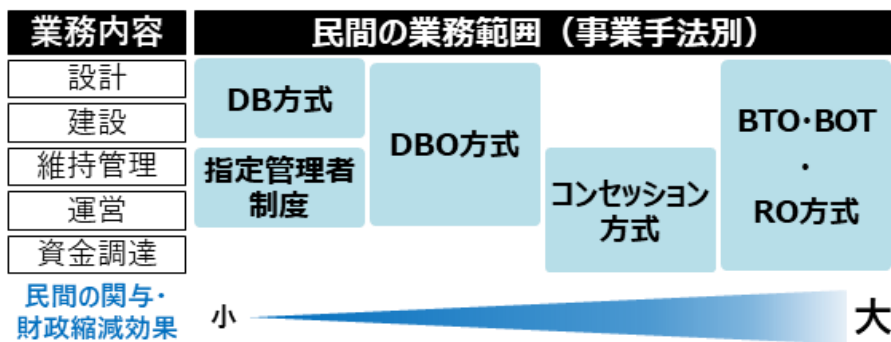 業務内容
民間の業務範囲（事業手法別）
設計
建設
維持管理
運営
資金調達
DB方式
指定管理者
制度
DBO方式
コンセッション
方式
BTO･BOT
・
RO方式
民間の関与・
財政縮減効果
小
大